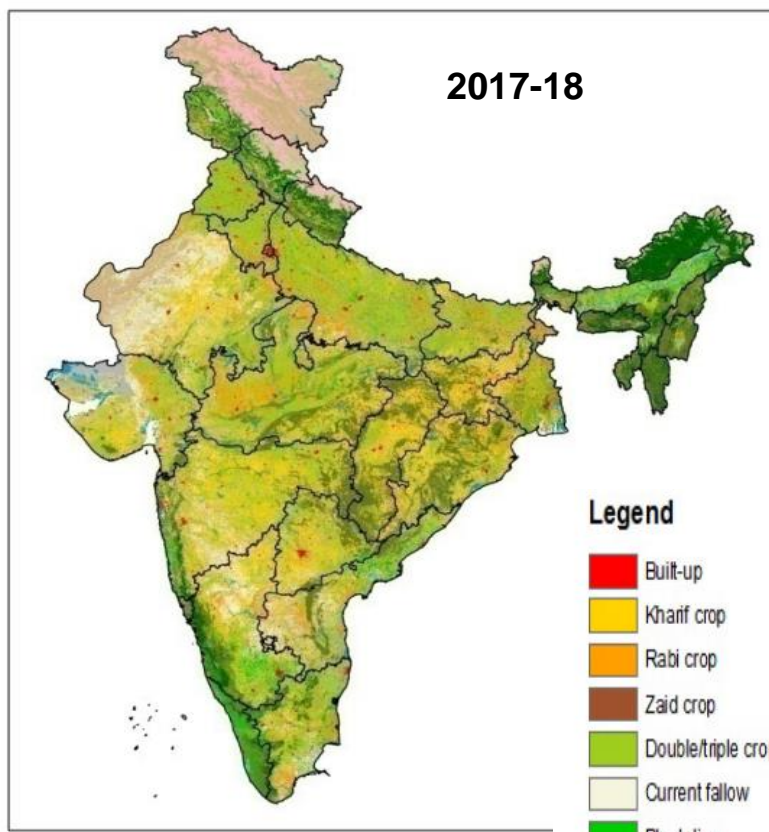 2017-18
Legend
Built-up
Kharif crop
Rabi crop
Zaid crop
Double/triple cro
Current fallow